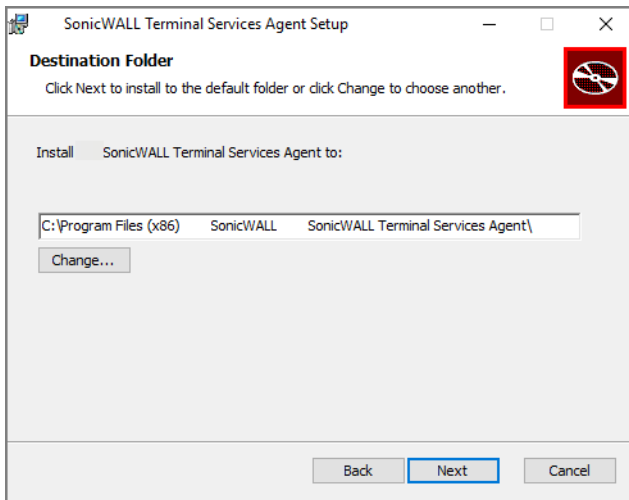 SonicWALL Terminal Services Agent Setup
Destination Folder
Click Next to install to the default folder or click Change to choose another.
Install SonicWALL Terminal Services Agent to:
C:\Program Files (x86) SonicWALL SonicWALL Terminal Services Agent\
Change...
Back Next Cancel